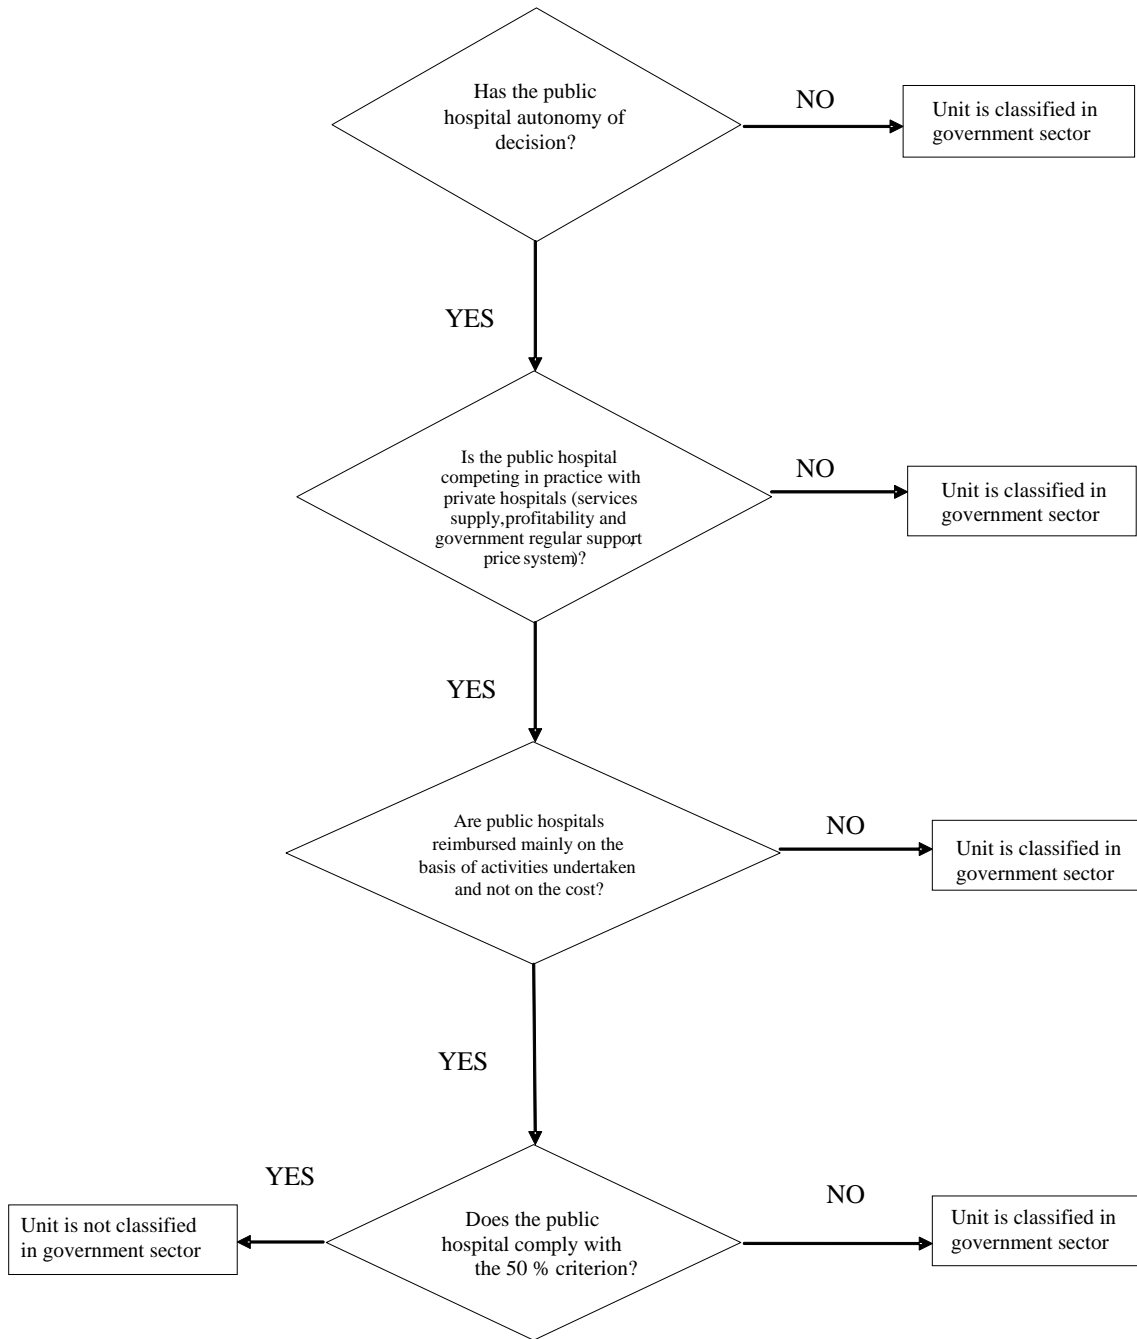 Has the public
hospital autonomy of
decision?
NO
Unit is classified in
government sector
YES
Is the public hospital
competing in practice with
private hospitals (services
supply,profitability and
government regular support,
price system)?
NO
Unit is classified in
government sector
YES
Are public hospitals
reimbursed mainly on the
basis of activities undertaken
and not on the cost?
NO
Unit is classified in
government sector
YES
Does the public
hospital comply with
the 50 % criterion?
YES
Unit is not classified
in government sector
NO
Unit is classified in
government sector